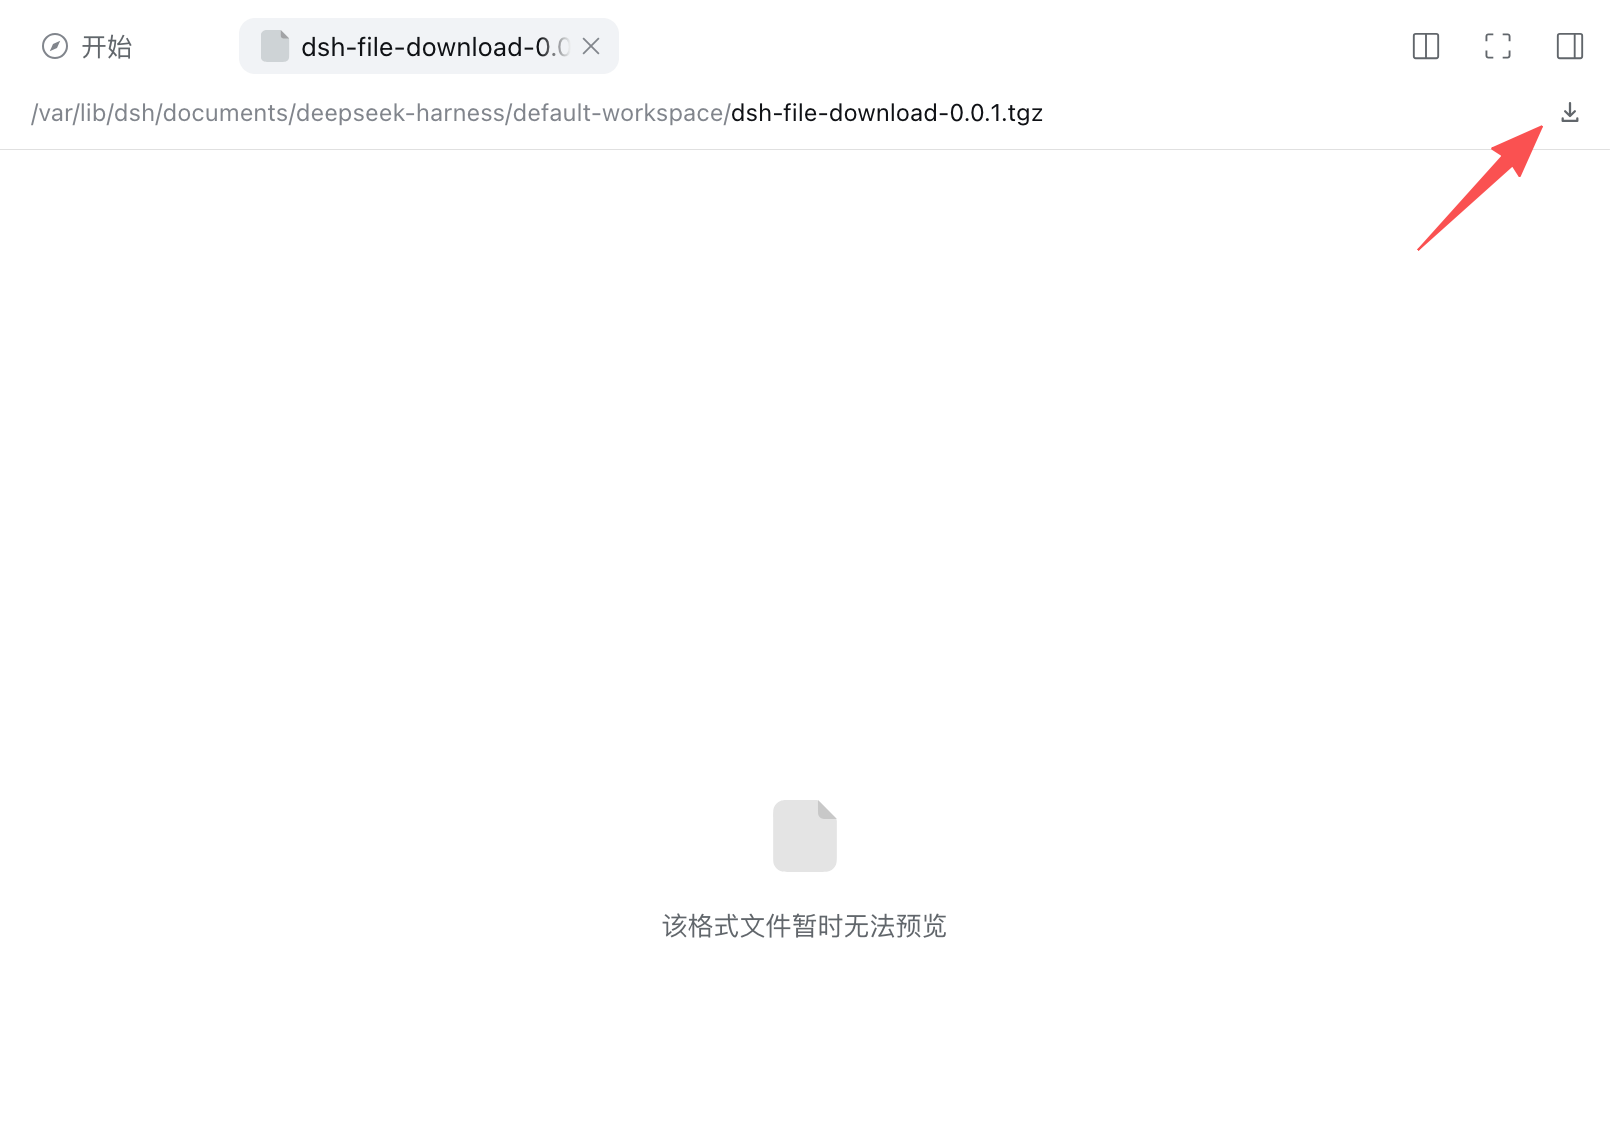 开始
dsh-file-download-0.0
/var/lib/dsh/documents/deepseek-harness/default-workspace/dsh-file-download-0.0.1.tgz
该格式文件暂时无法预览